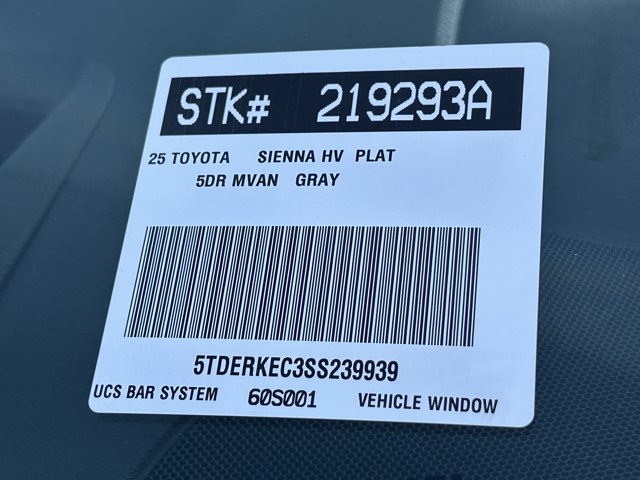 STK# 219293A
25 TOYOTA SIENNA HV PLAT
5DR MVAN GRAY
5TDERKEC3SS239939
UCS BAR SYSTEM 60S001 VEHICLE WINDOW